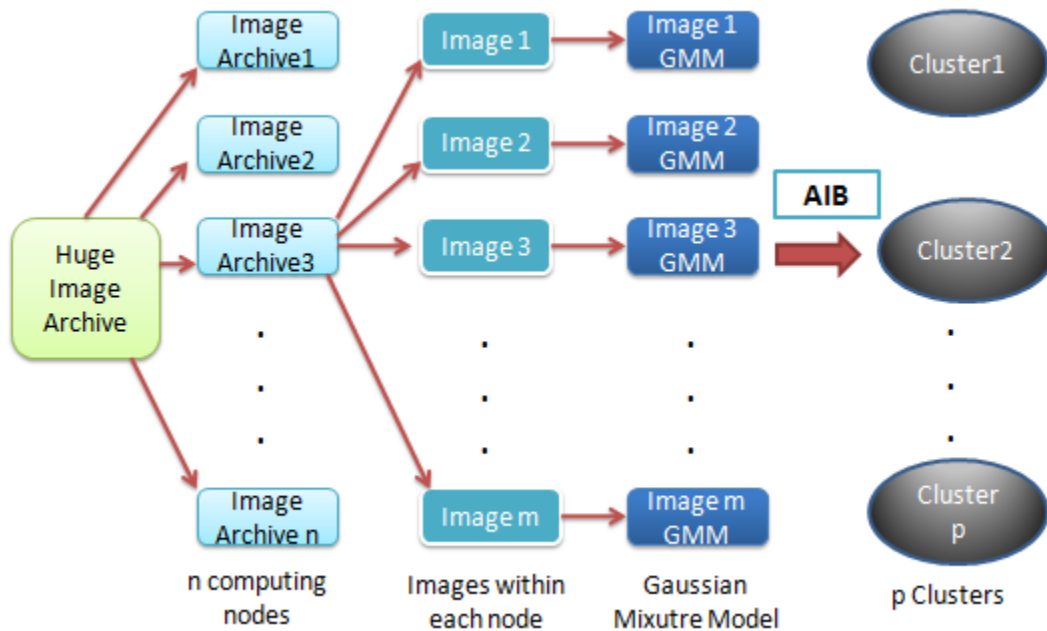 Image
Archive1
Image 1
Image 1
GMM
Cluster1
Image
Archive2
Image 2
Image 2
GMM
AIB
Huge
Image
Archive
Image
Archive3
Image 3
Image 3
GMM
Cluster2
Image
Archive n
Image m
Image m
GMM
Cluster
p
n computing
nodes
Images within
each node
Gaussian
Mixutre Model
p Clusters